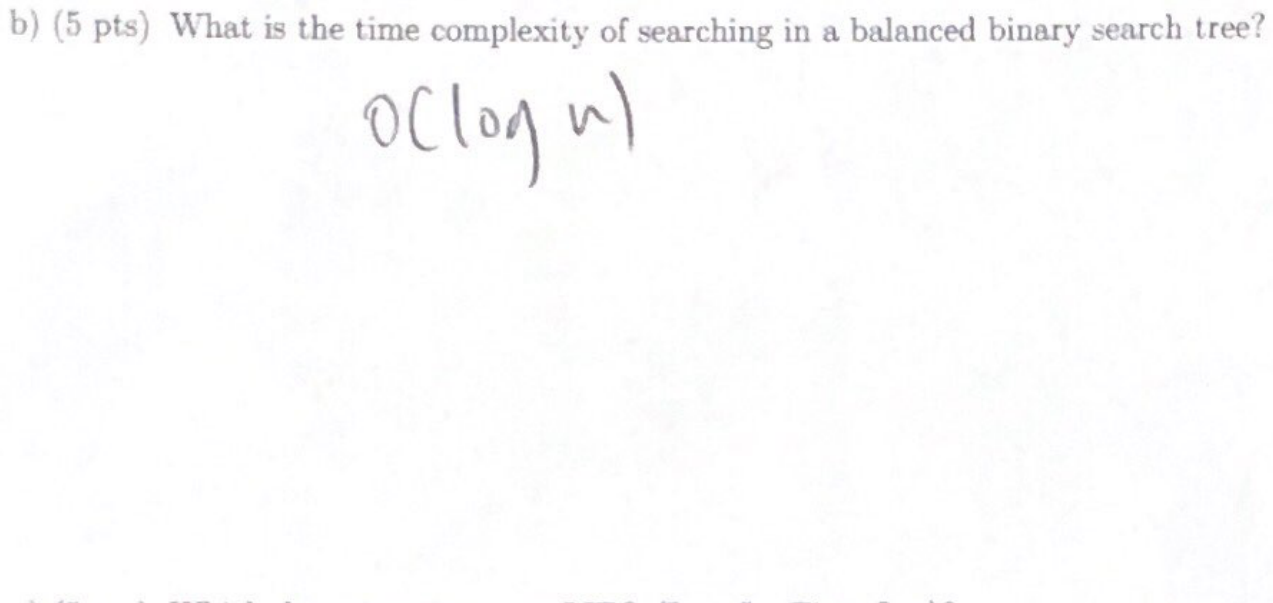 b) (5 pts) What is the time complexity of searching in a balanced binary search tree?
O(log n)